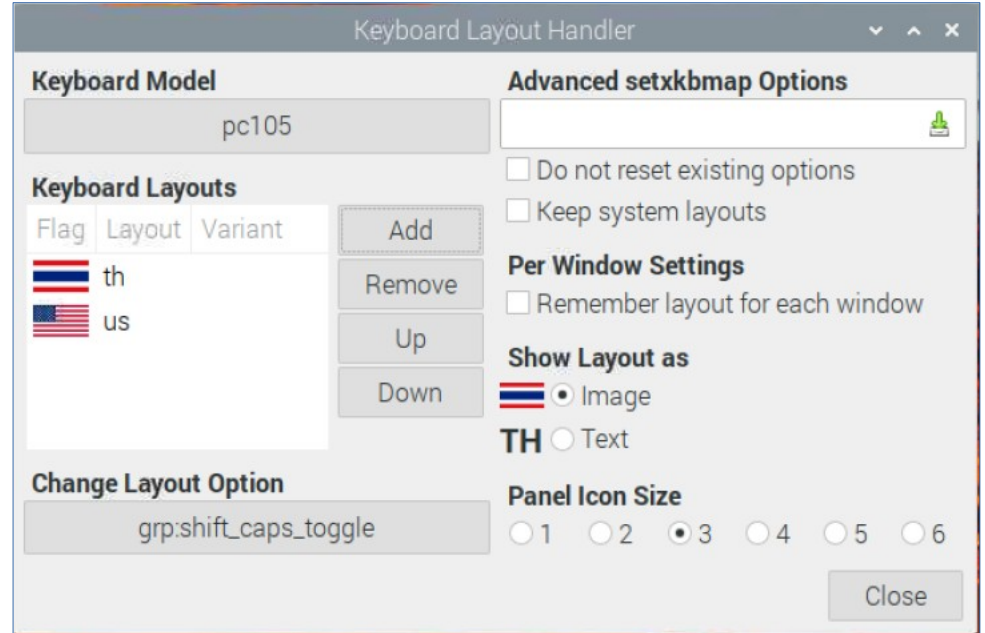 Keyboard Layout Handler
Keyboard Model
pc105
Keyboard Layouts
Flag Layout Variant
th
us
Add
Remove
Up
Down
Change Layout Option
grp:shift_caps_toggle
Advanced setxkbmap Options
Do not reset existing options
Keep system layouts
Per Window Settings
Remember layout for each window
Show Layout as
Image
TH Text
Panel Icon Size
1 2 3 4 5 6
Close